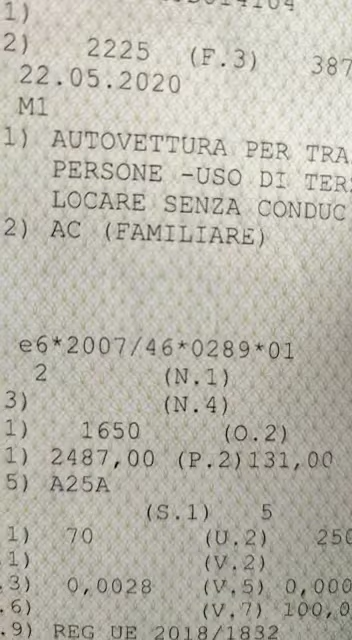 1)
2) 2225 (F.3) 387
22.05.2020
M1
1) AUTOVETTURA PER TRA
PERSONE -USO DI TERS
LOCARE SENZA CONDUC
2) AC (FAMILIARE)
e6*2007/46*0289*01
2 (N.1)
3) (N.4)
1) 1650 (O.2)
1) 2487,00 (P.2)131,00
5) A25A
(S.1) 5
1) 70 (U.2) 250
.1) (V.2)
.3) 0,0028 (V.5) 0,000
.6) (V.7) 100,0
.9) REG UE 2018/1832